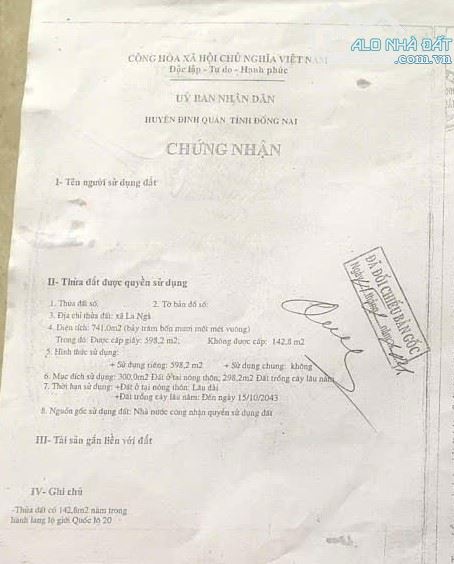 ALO NHÀ ĐẤT
.com.vn
CỘNG HÒA XÃ HỘI CHỦ NGHĨA VIỆT NAM
Độc lập - Tự do - Hạnh phúc
UỶ BAN NHÂN DÂN
HUYỆN ĐỊNH QUÁN TỈNH ĐỒNG NAI
CHỨNG NHẬN
I- Tên người sử dụng đất
II- Thửa đất được quyền sử dụng
1. Thửa đất số: 2. Tờ bản đồ số:
3. Địa chỉ thửa đất: xã La Ngà
4. Diện tích: 741.0m2 (bảy trăm bốn mươi mốt mét vuông)
Trong đó: Được cấp giấy: 598,2 m2; Không được cấp: 142,8 m2
5. Hình thức sử dụng:
+ Sử dụng riêng: 598,2 m2 + Sử dụng chung: không
6. Mục đích sử dụng: 300,0m2 Đất ở tại nông thôn; 298,2m2 Đất trồng cây lâu năm
7. Thời hạn sử dụng: +Đất ở tại nông thôn: Lâu dài
+Đất trồng cây lâu năm: Đến ngày 15/10/2043
8. Nguồn gốc sử dụng đất: Nhà nước công nhận quyền sử dụng đất
ĐÃ ĐỐI CHIẾU BẢN GỐC
Ngày tháng năm
III- Tài sản gắn liền với đất
IV- Ghi chú
-Thửa đất có 142,8m2 nằm trong
hành lang lộ giới Quốc lộ 20